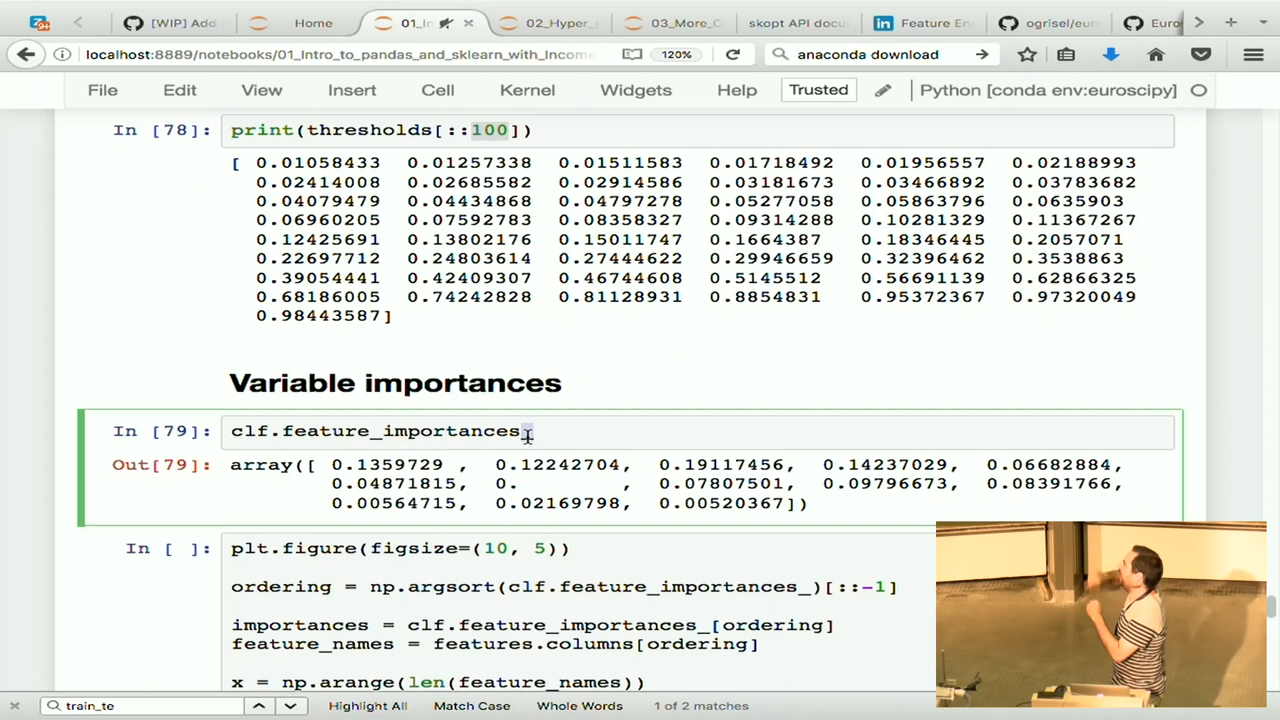 [WIP] Add
Home
01_In
02_Hyper_
03_More_C
skopt API docu
Feature En
ogrisel/eur
Euros
localhost:8889/notebooks/01_Intro_to_pandas_and_sklearn_with_Income
120%
anaconda download
File Edit View Insert Cell Kernel Widgets Help Trusted Python [conda env:euroscipy]
In [78]: print(thresholds[::100])
[ 0.01058433 0.01257338 0.01511583 0.01718492 0.01956557 0.02188993
0.02414008 0.02685582 0.02914586 0.03181673 0.03466892 0.03783682
0.04079479 0.04434868 0.04797278 0.05277058 0.05863796 0.0635903
0.06960205 0.07592783 0.08358327 0.09314288 0.10281329 0.11367267
0.12425691 0.13802176 0.15011747 0.1664387 0.18346445 0.2057071
0.22697712 0.24803614 0.27444622 0.29946659 0.32396462 0.3538863
0.39054441 0.42409307 0.46744608 0.5145512 0.56691139 0.62866325
0.68186005 0.74242828 0.81128931 0.8854831 0.95372367 0.97320049
0.98443587]
Variable importances
In [79]: clf.feature_importances_
Out[79]: array([ 0.1359729 , 0.12242704, 0.19117456, 0.14237029, 0.06682884,
0.04871815, 0. , 0.07807501, 0.09796673, 0.08391766,
0.00564715, 0.02169798, 0.00520367])
In [ ]: plt.figure(figsize=(10, 5))
ordering = np.argsort(clf.feature_importances_)[::-1]
importances = clf.feature_importances_[ordering]
feature_names = features.columns[ordering]
x = np.arange(len(feature_names))
train_te
Highlight All Match Case Whole Words 1 of 2 matches